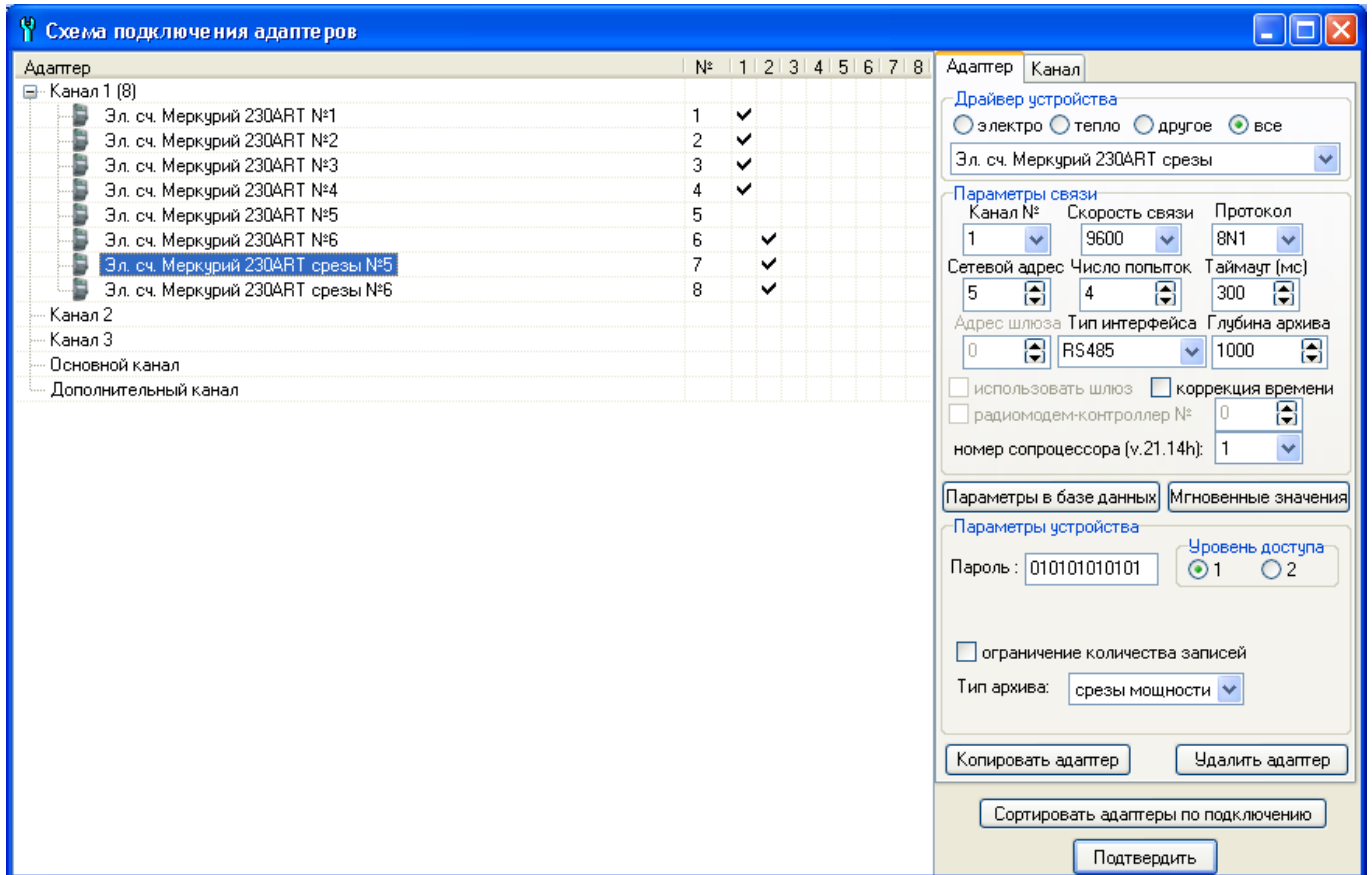 Схема подключения адаптеров
Адаптер № 1 2 3 4 5 6 7 8
Канал 1 (8)
Эл. сч. Меркурий 230ART №1 1
Эл. сч. Меркурий 230ART №2 2
Эл. сч. Меркурий 230ART №3 3
Эл. сч. Меркурий 230ART №4 4
Эл. сч. Меркурий 230ART №5 5
Эл. сч. Меркурий 230ART №6 6
Эл. сч. Меркурий 230ART срезы №5 7
Эл. сч. Меркурий 230ART срезы №6 8
Канал 2
Канал 3
Основной канал
Дополнительный канал
Адаптер Канал
Драйвер устройства
электро тепло другое все
Эл. сч. Меркурий 230ART срезы
Параметры связи
Канал № Скорость связи Протокол
1 9600 8N1
Сетевой адрес Число попыток Таймаут (мс)
5 4 300
Адрес шлюза Тип интерфейса Глубина архива
0 RS485 1000
использовать шлюз коррекция времени
радиомодем-контроллер № 0
номер сопроцессора (v.21.14h): 1
Параметры в базе данных Мгновенные значения
Параметры устройства
Уровень доступа
Пароль : 010101010101 1 2
ограничение количества записей
Тип архива: срезы мощности
Копировать адаптер Удалить адаптер
Сортировать адаптеры по подключению
Подтвердить